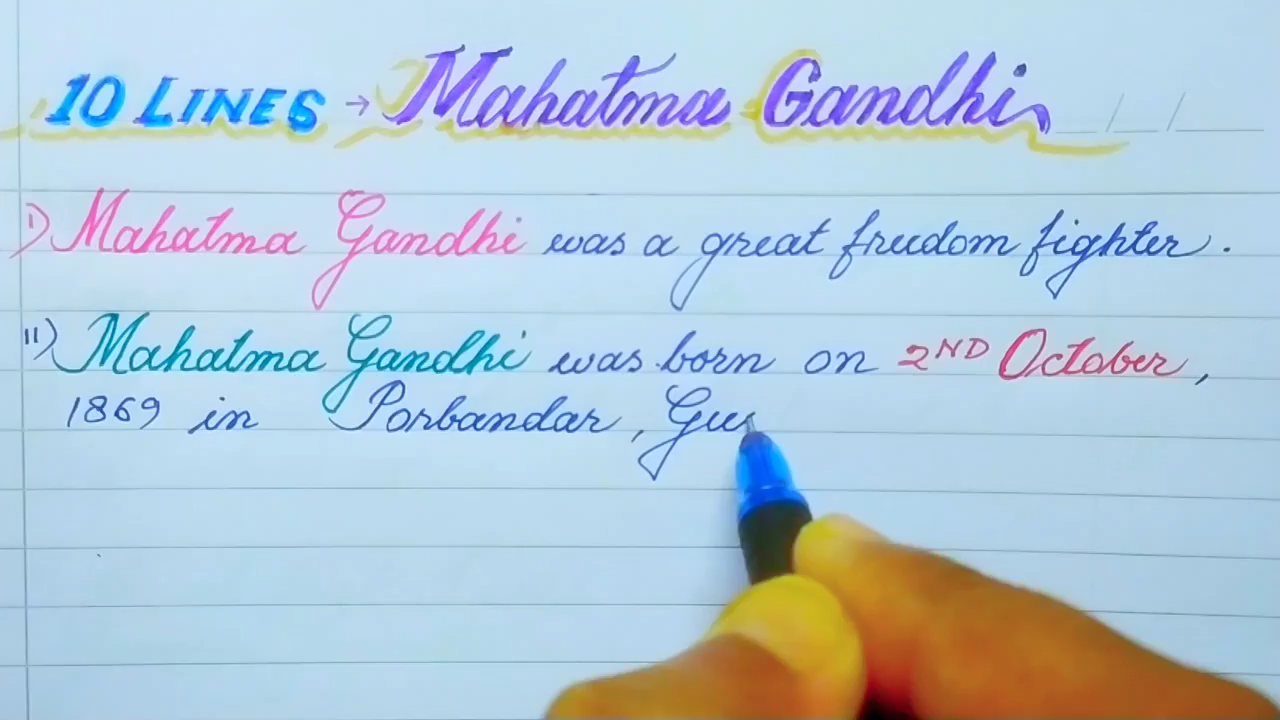 10 LINES → Mahatma Gandhi
I) Mahatma Gandhi was a great freedom fighter.
II) Mahatma Gandhi was born on 2ND October,
1869 in Porbandar, Gu